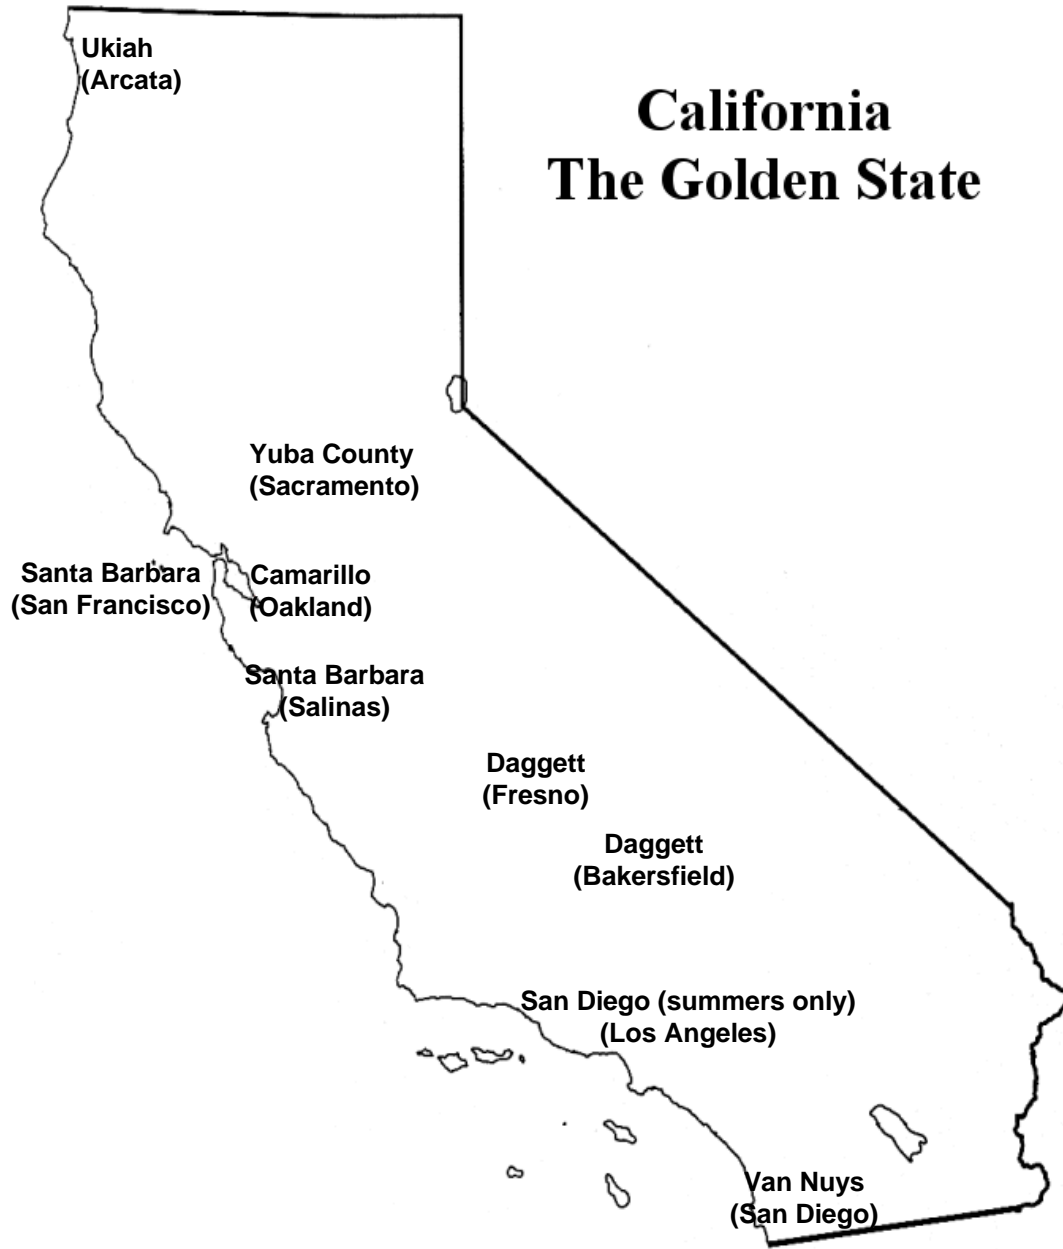 Ukiah
(Arcata)
California
The Golden State
Yuba County
(Sacramento)
Santa Barbara
(San Francisco)
Camarillo
(Oakland)
Santa Barbara
(Salinas)
Daggett
(Fresno)
Daggett
(Bakersfield)
San Diego (summers only)
(Los Angeles)
Van Nuys
(San Diego)